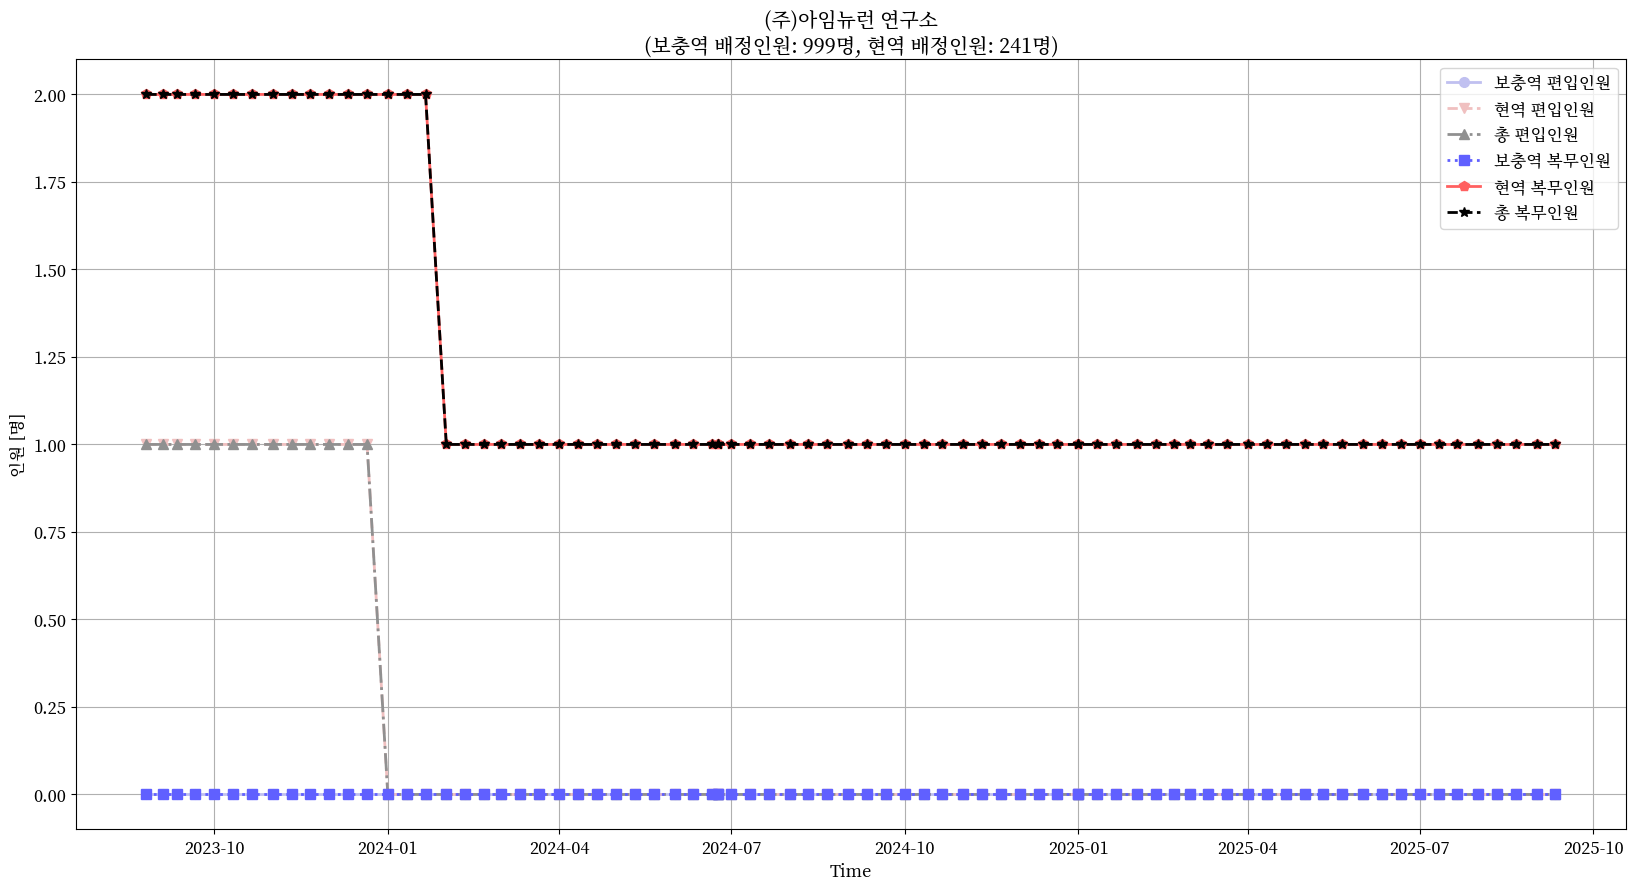 (주)아임뉴런 연구소
(보충역 배정인원: 999명, 현역 배정인원: 241명)
보충역 편입인원
현역 편입인원
총 편입인원
보충역 복무인원
현역 복무인원
총 복무인원
인원 [명]
2.00
1.75
1.50
1.25
1.00
0.75
0.50
0.25
0.00
2023-10
2024-01
2024-04
2024-07
2024-10
2025-01
2025-04
2025-07
2025-10
Time